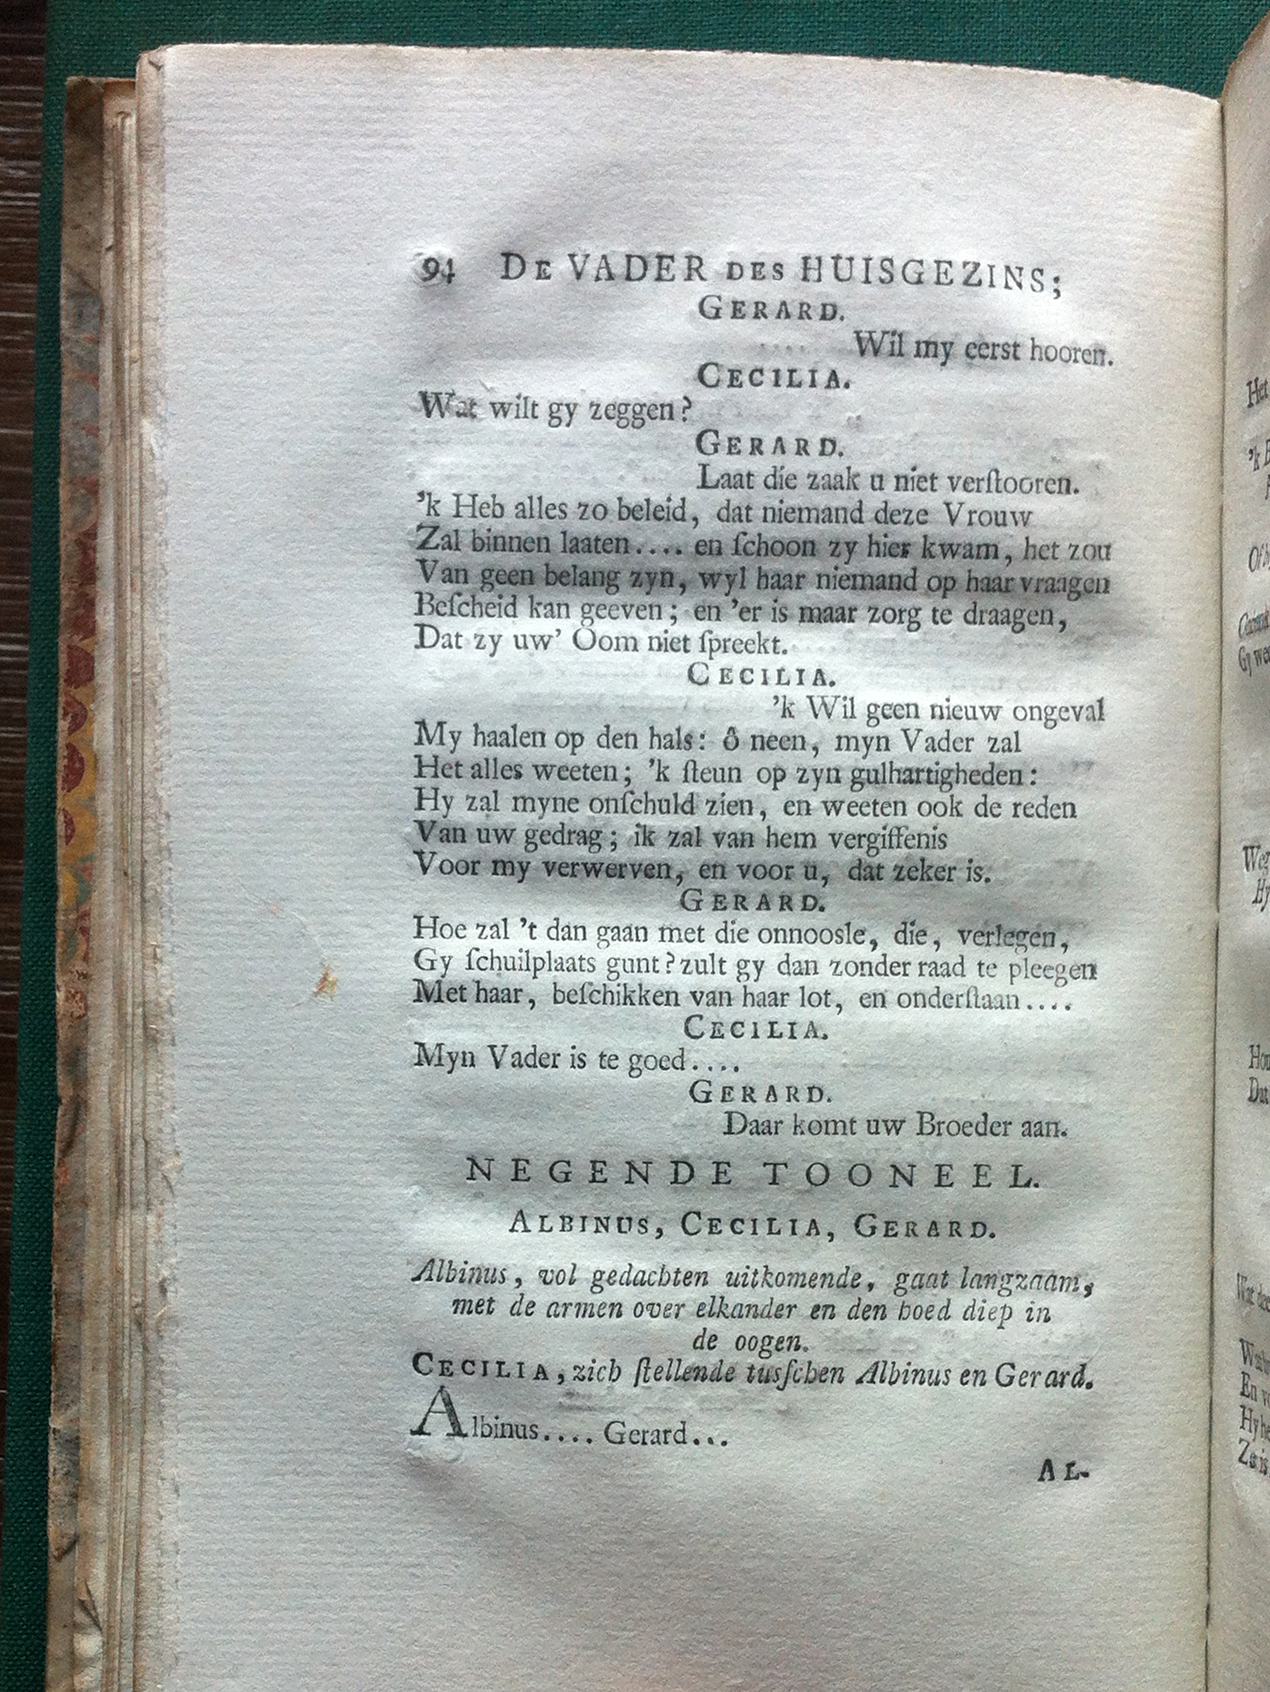 94 DE VADER DES HUISGEZINS;
GERARD.
Wil my eerst hooren.
CECILIA.
Wat wilt gy zeggen?
GERARD.
Laat die zaak u niet verſtooren.
'k Heb alles zo beleid, dat niemand deze Vrouw
Zal binnen laaten.... en ſchoon zy hier kwam, het zou
Van geen belang zyn, wyl haar niemand op haar vraagen
Beſcheid kan geeven; en 'er is maar zorg te draagen,
Dat zy uw' Oom niet ſpreekt.
CECILIA.
'k Wil geen nieuw ongeval
My haalen op den hals: ô neen, myn Vader zal
Het alles weeten; 'k ſteun op zyn gulhartigheden:
Hy zal myne onſchuld zien, en weeten ook de reden
Van uw gedrag; ik zal van hem vergiffenis
Voor my verwerven, en voor u, dat zeker is.
GERARD.
Hoe zal 't dan gaan met die onnoosle, die, verlegen,
Gy ſchuilplaats gunt? zult gy dan zonder raad te pleegen
Met haar, beſchikken van haar lot, en onderſtaan....
CECILIA.
Myn Vader is te goed....
GERARD.
Daar komt uw Broeder aan.
NEGENDE TOONEEL.
ALBINUS, CECILIA, GERARD.
Albinus, vol gedachten uitkomende, gaat langzaam,
met de armen over elkander en den hoed diep in
de oogen.
CECILIA, zich ſtellende tusſchen Albinus en Gerard.
Albinus.... Gerard...
AL-